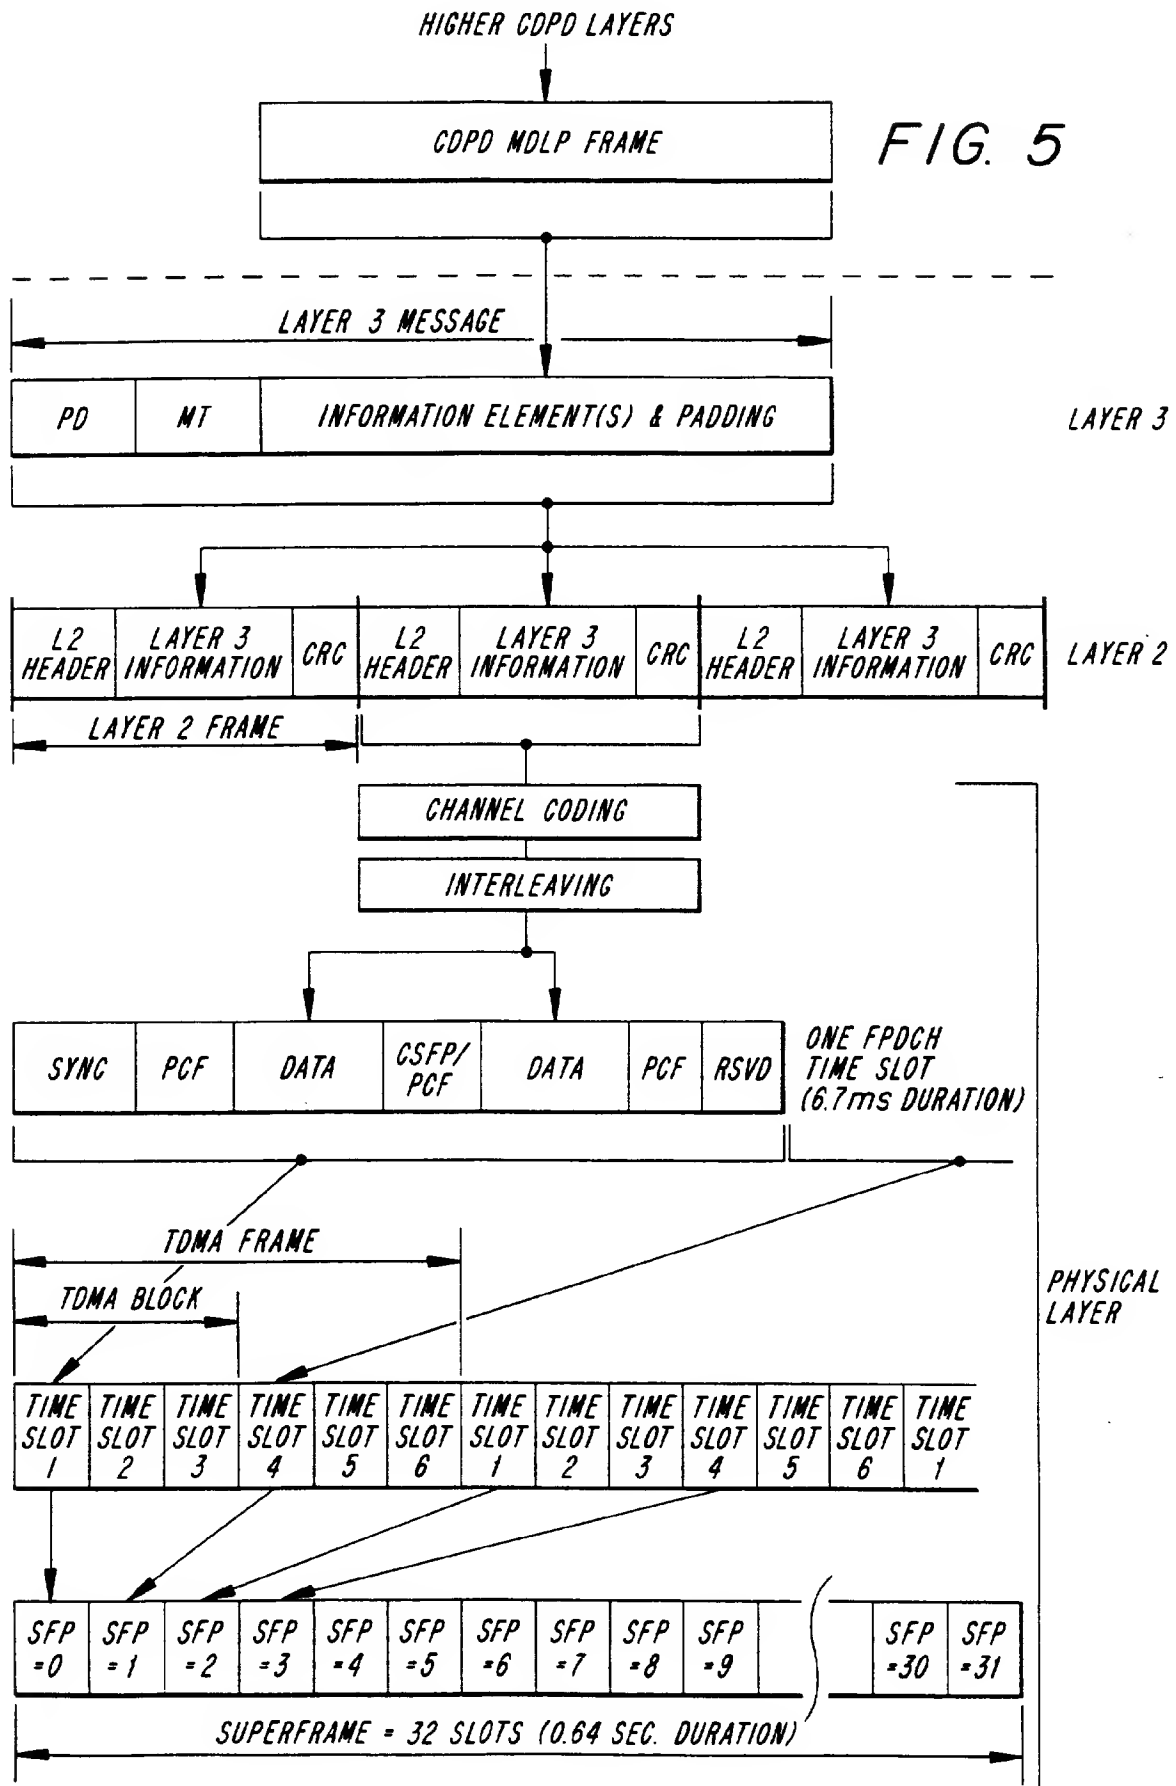 HIGHER CDPD LAYERS
CDPD MDLP FRAME
FIG. 5
LAYER 3 MESSAGE
PD
MT
INFORMATION ELEMENT(S) & PADDING
LAYER 3
L2
HEADER
LAYER 3
INFORMATION
CRC
L2
HEADER
LAYER 3
INFORMATION
CRC
L2
HEADER
LAYER 3
INFORMATION
CRC
LAYER 2
LAYER 2 FRAME
CHANNEL CODING
INTERLEAVING
SYNC
PCF
DATA
CSFP/
PCF
DATA
PCF
RSVD
ONE FPDCH
TIME SLOT
(6.7ms DURATION)
TDMA FRAME
TDMA BLOCK
PHYSICAL
LAYER
TIME
SLOT
1
TIME
SLOT
2
TIME
SLOT
3
TIME
SLOT
4
TIME
SLOT
5
TIME
SLOT
6
TIME
SLOT
1
TIME
SLOT
2
TIME
SLOT
3
TIME
SLOT
4
TIME
SLOT
5
TIME
SLOT
6
TIME
SLOT
1
SFP
=0
SFP
=1
SFP
=2
SFP
=3
SFP
=4
SFP
=5
SFP
=6
SFP
=7
SFP
=8
SFP
=9
SFP
=30
SFP
=31
SUPERFRAME = 32 SLOTS (0.64 SEC. DURATION)